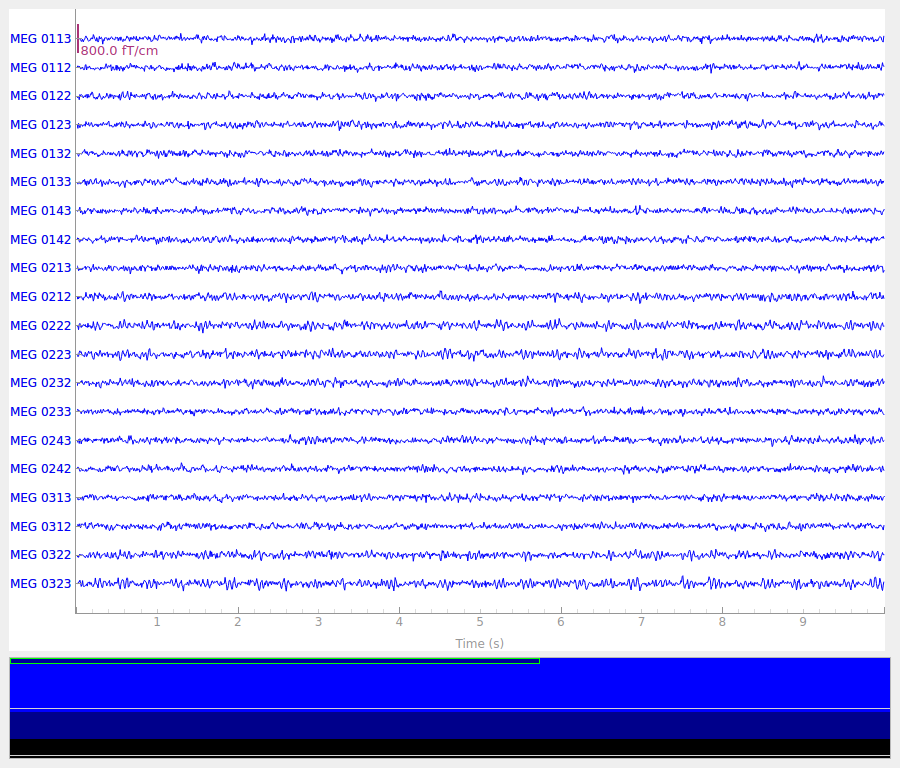 MEG 0113
800.0 fT/cm
MEG 0112
MEG 0122
MEG 0123
MEG 0132
MEG 0133
MEG 0143
MEG 0142
MEG 0213
MEG 0212
MEG 0222
MEG 0223
MEG 0232
MEG 0233
MEG 0243
MEG 0242
MEG 0313
MEG 0312
MEG 0322
MEG 0323
1 2 3 4 5 6 7 8 9
Time (s)